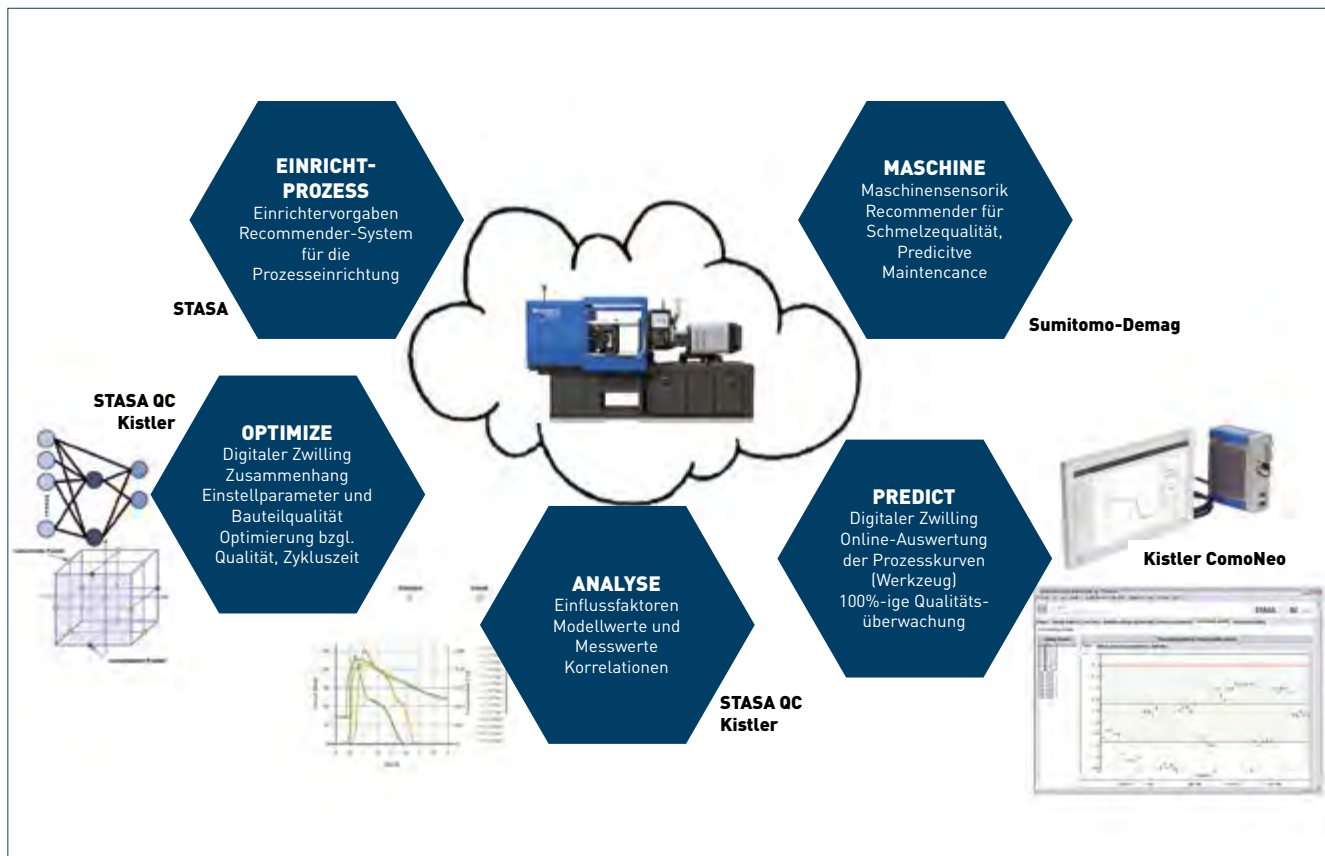 EINRICHT-
PROZESS
Einrichtervorgaben
Recommender-System
für die
Prozesseinrichtung
STASA
MASCHINE
Maschinensensorik
Recommender für
Schmelzequalität,
Predicitve
Maintencance
Sumitomo-Demag
STASA QC
Kistler
OPTIMIZE
Digitaler Zwilling
Zusammenhang
Einstellparameter und
Bauteilqualität
Optimierung bzgl.
Qualität, Zykluszeit
ANALYSE
Einflussfaktoren
Modellwerte und
Messwerte
Korrelationen
STASA QC
Kistler
PREDICT
Digitaler Zwilling
Online-Auswertung
der Prozesskurven
(Werkzeug)
100%-ige Qualitäts-
überwachung
Kistler ComoNeo
STASA